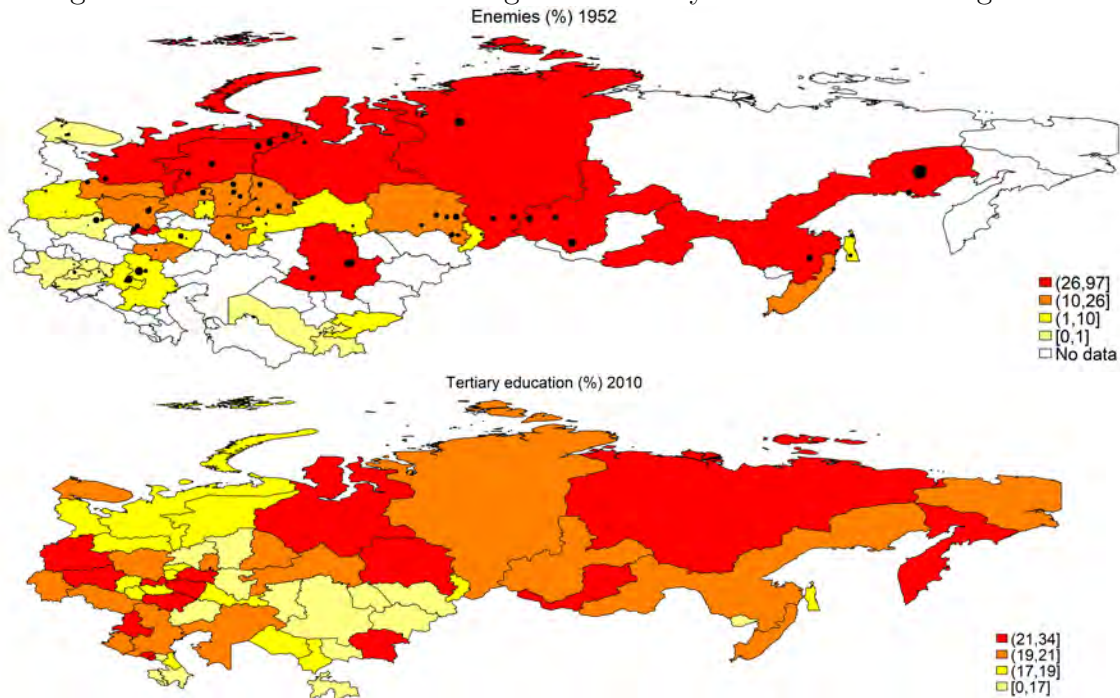 Enemies (%) 1952
(26,97]
(10,26]
(1,10]
[0,1]
No data
Tertiary education (%) 2010
(21,34]
(19,21]
(17,19]
[0,17]